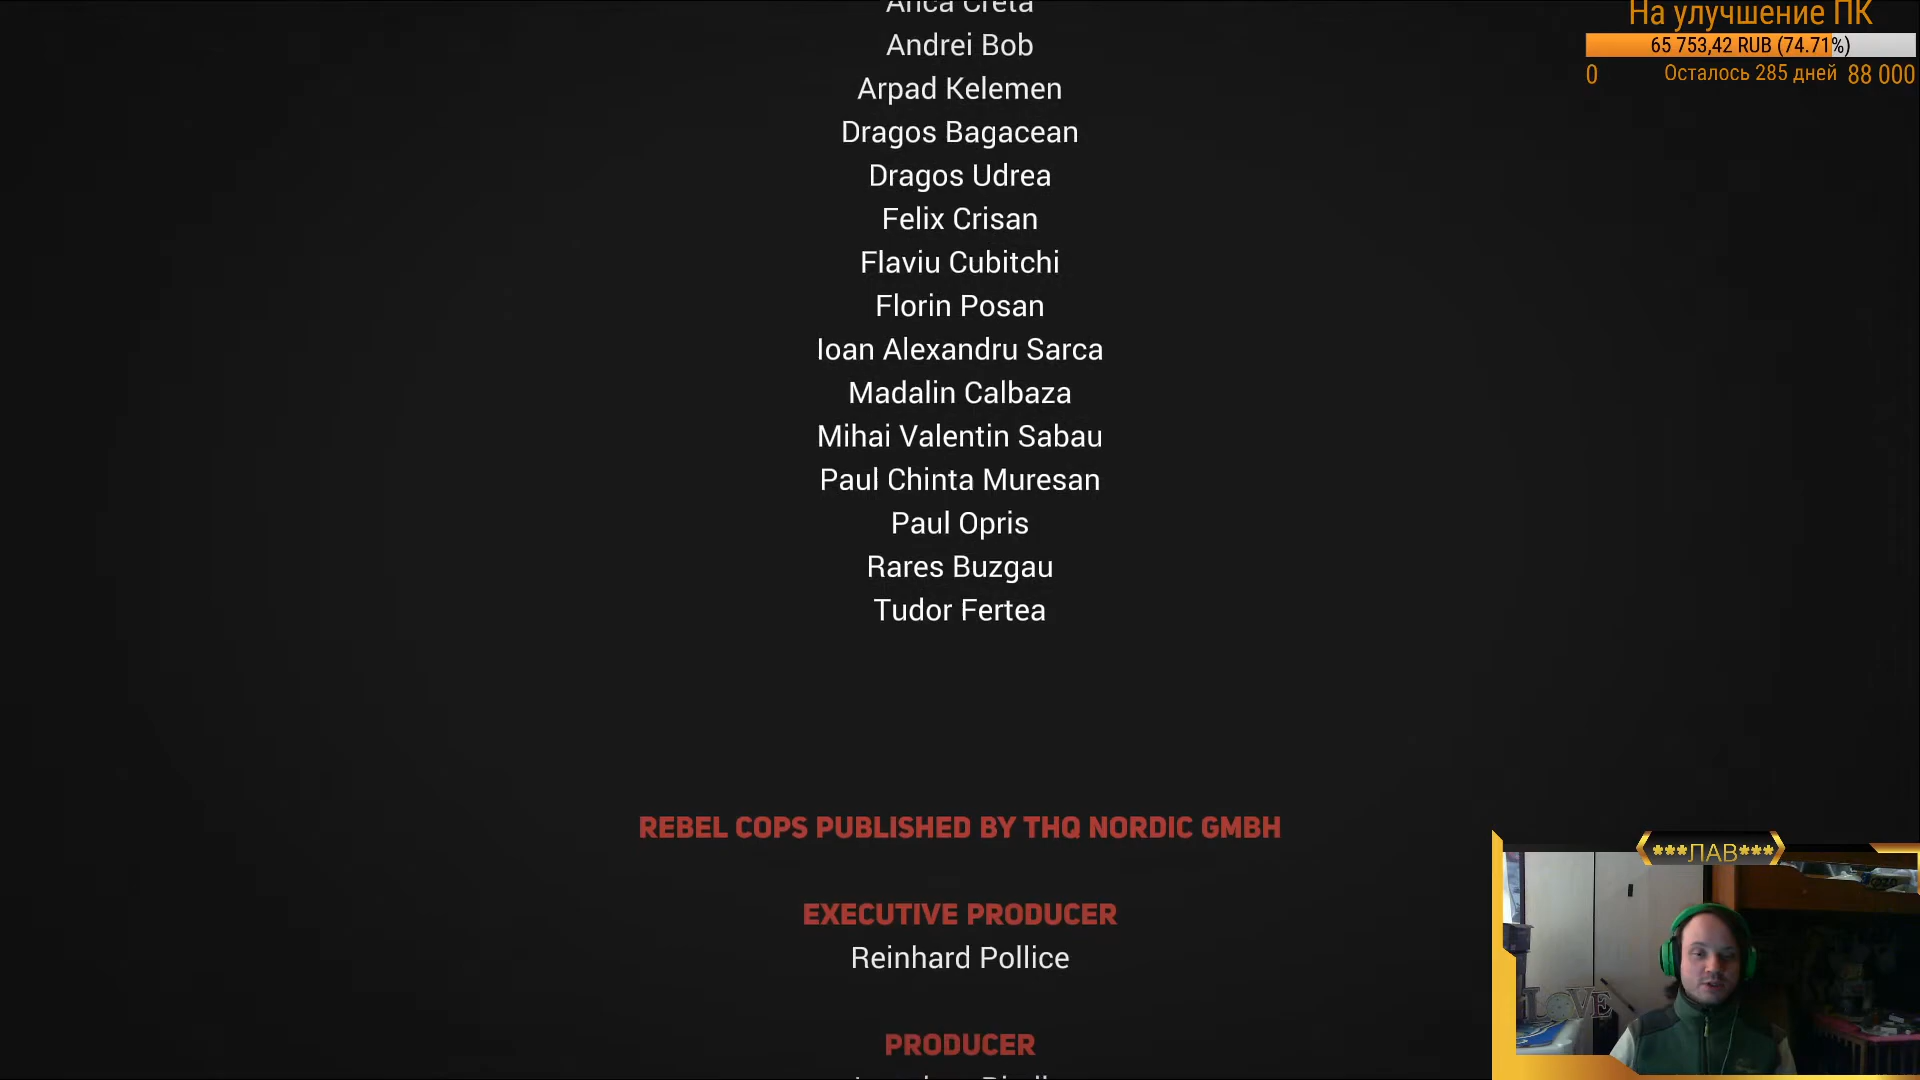 Anca Creta
Andrei Bob
Arpad Kelemen
Dragos Bagacean
Dragos Udrea
Felix Crisan
Flaviu Cubitchi
Florin Posan
Ioan Alexandru Sarca
Madalin Calbaza
Mihai Valentin Sabau
Paul Chinta Muresan
Paul Opris
Rares Buzgau
Tudor Fertea
REBEL COPS PUBLISHED BY THQ NORDIC GMBH
EXECUTIVE PRODUCER
Reinhard Pollice
PRODUCER
На улучшение ПК
65 753,42 RUB (74.71%)
0 Осталось 285 дней 88 000
***ЛАВ***
LOVE